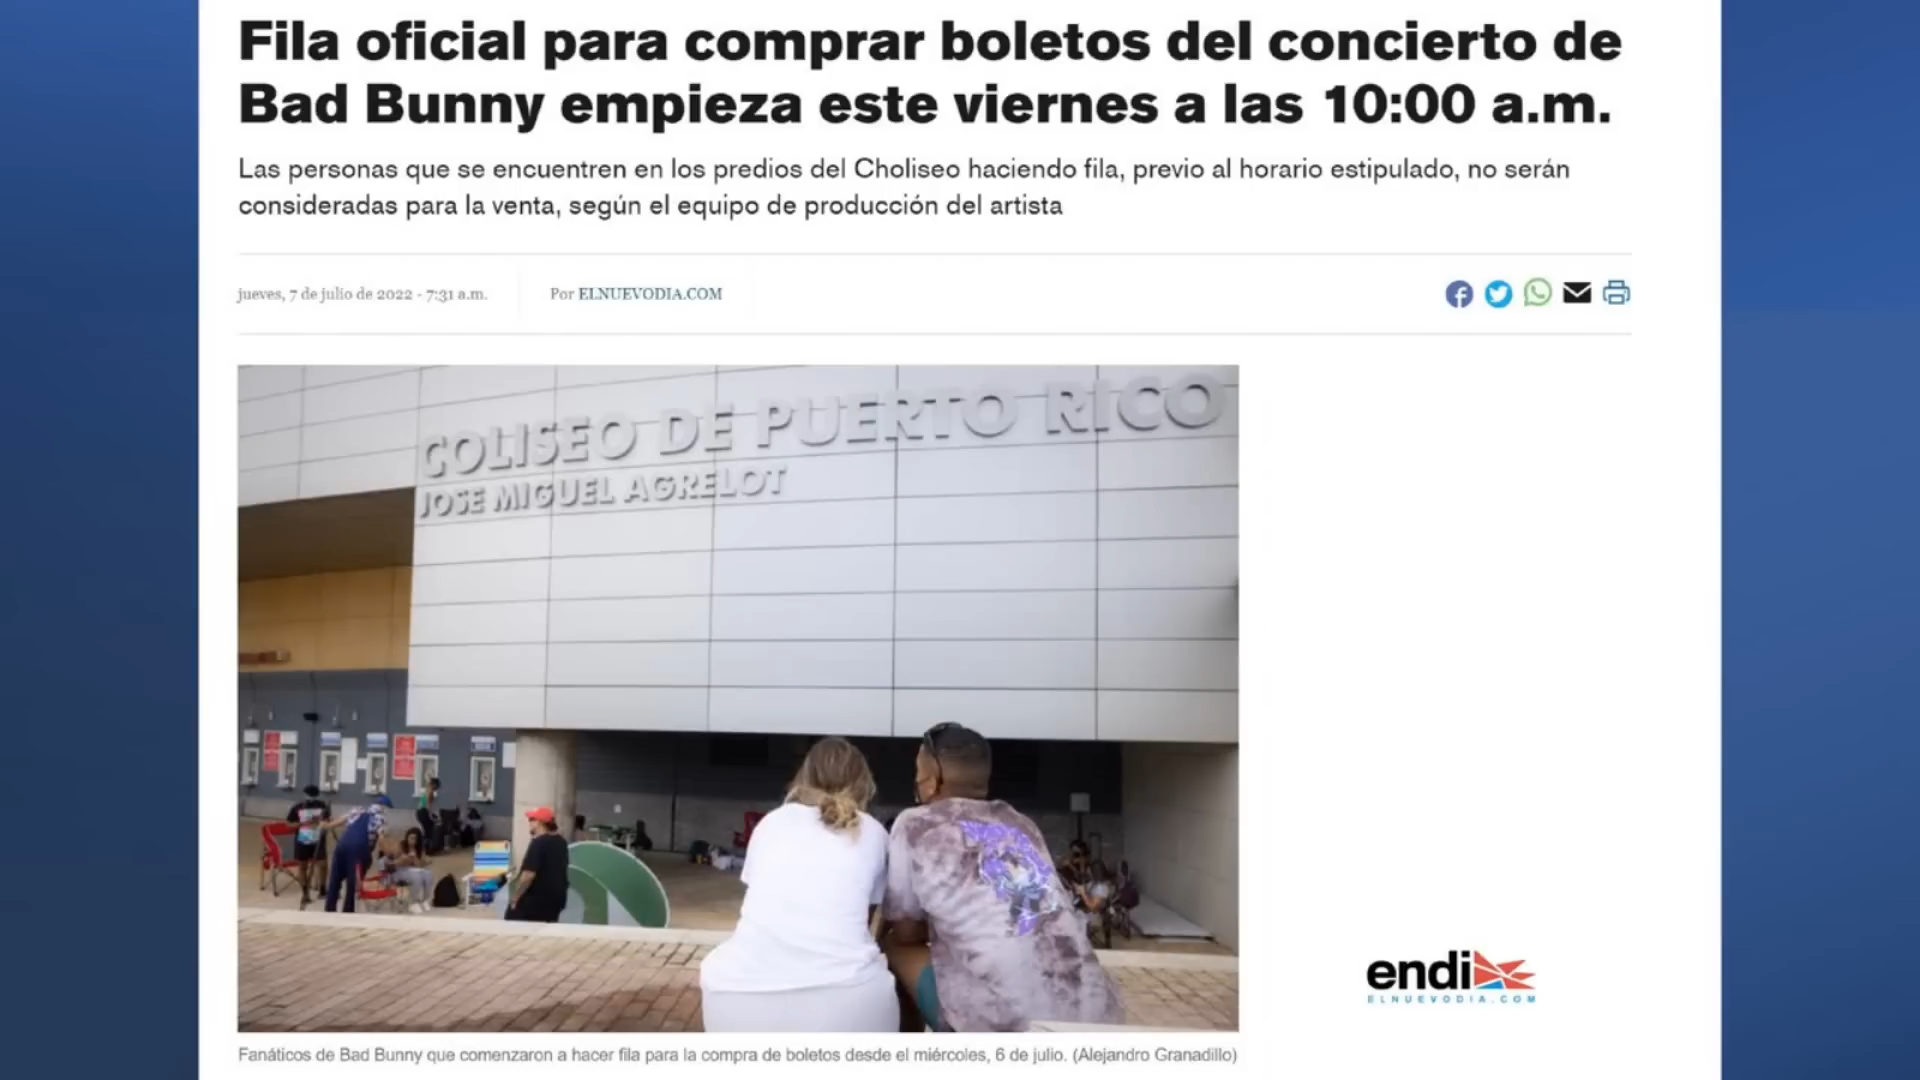 Fila oficial para comprar boletos del concierto de
Bad Bunny empieza este viernes a las 10:00 a.m.
Las personas que se encuentren en los predios del Choliseo haciendo fila, previo al horario estipulado, no serán
consideradas para la venta, según el equipo de producción del artista
jueves, 7 de julio de 2022 - 7:31 a.m.
Por ELNUEVODIA.COM
COLISEO DE PUERTO RICO
JOSE MIGUEL AGRELOT
endi
ELNUEVODIA.COM
Fanáticos de Bad Bunny que comenzaron a hacer fila para la compra de boletos desde el miércoles, 6 de julio. (Alejandro Granadillo)